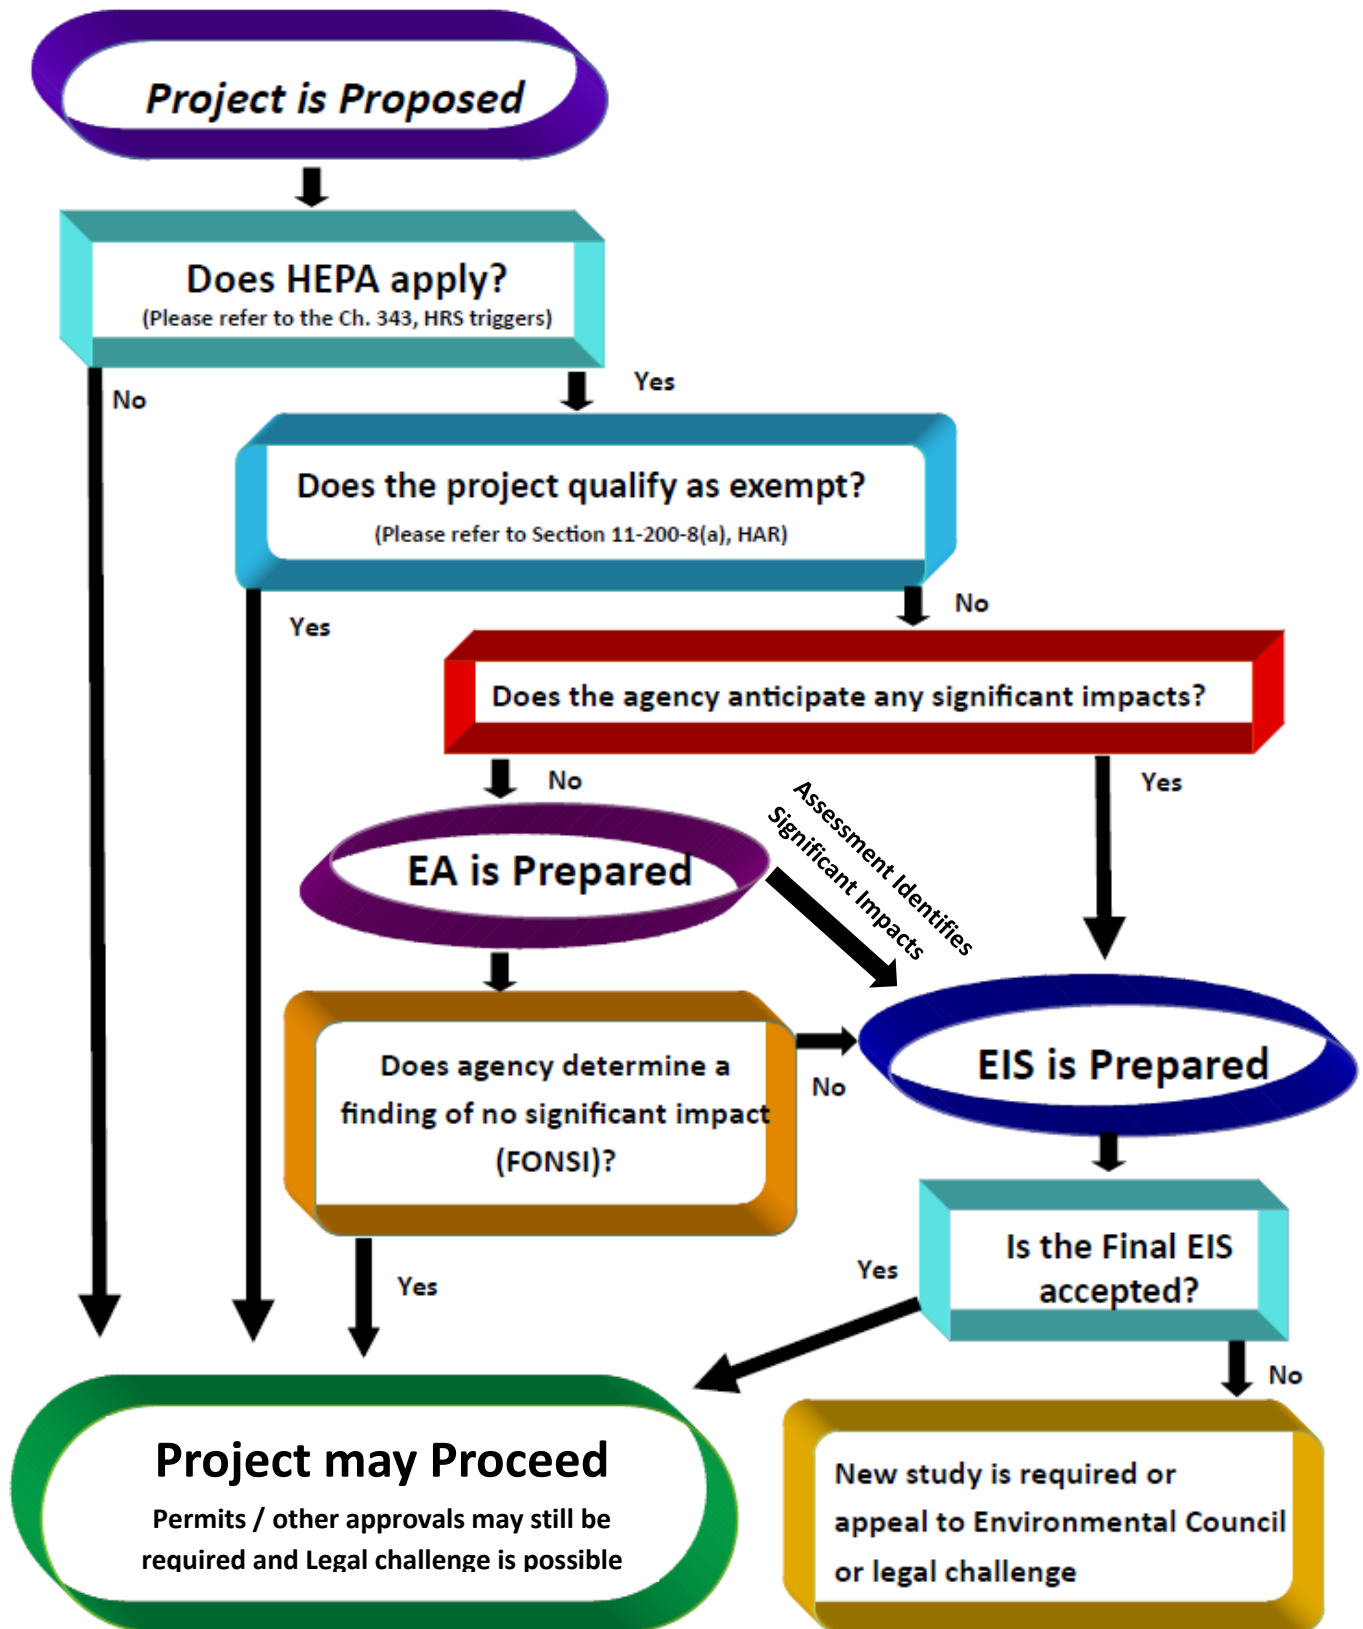 Project is Proposed
Does HEPA apply?
(Please refer to the Ch. 343, HRS triggers)
No
Yes
Does the project qualify as exempt?
(Please refer to Section 11-200-8(a), HAR)
Yes
No
Does the agency anticipate any significant impacts?
No
Yes
Assessment Identifies
Significant Impacts
EA is Prepared
Does agency determine a
finding of no significant impact
(FONSI)?
No
EIS is Prepared
Yes
Is the Final EIS
accepted?
Yes
No
Project may Proceed
Permits / other approvals may still be
required and Legal challenge is possible
New study is required or
appeal to Environmental Council
or legal challenge